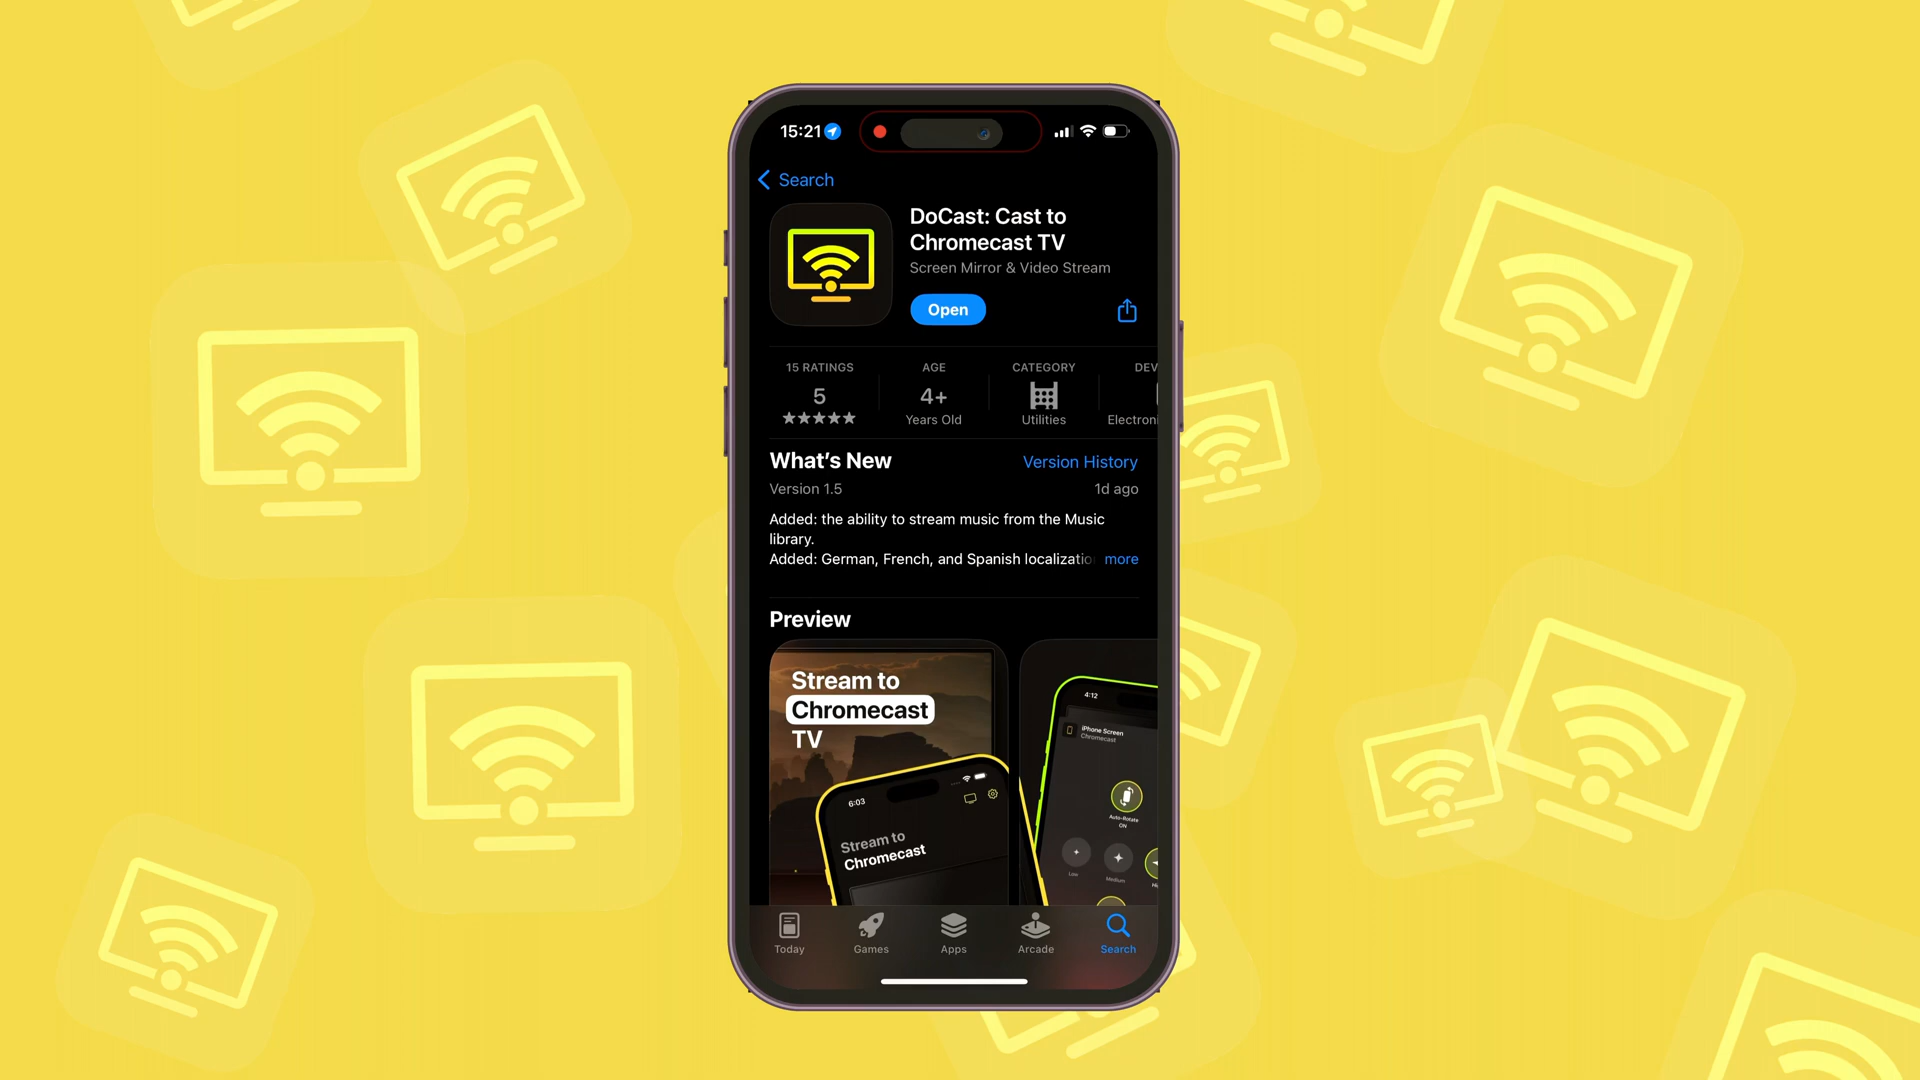 15:21
Search
DoCast: Cast to
Chromecast TV
Screen Mirror & Video Stream
Open
15 RATINGS
5
AGE
4+
Years Old
CATEGORY
Utilities
DEV
Electroni
What's New
Version History
Version 1.5
1d ago
Added: the ability to stream music from the Music
library.
Added: German, French, and Spanish localizatio
more
Preview
Stream to
Chromecast
TV
6:03
Stream to
Chromecast
4:12
iPhone Screen
Chromecast
Auto-Rotate
ON
Low
Medium
Today
Games
Apps
Arcade
Search